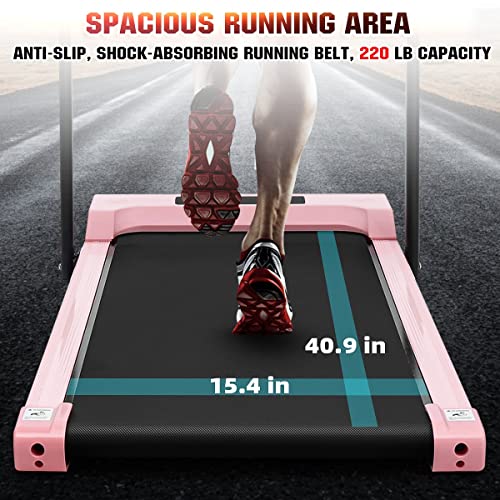 SPACIOUS RUNNING AREA
ANTI-SLIP, SHOCK-ABSORBING RUNNING BELT, 220 LB CAPACITY
40.9 in
15.4 in